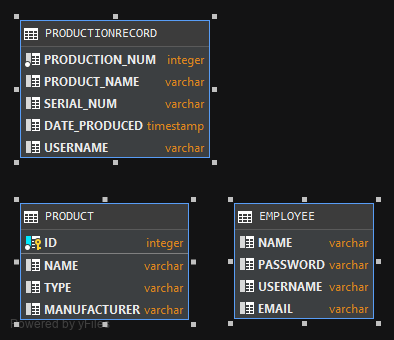 PRODUCTIONRECORD
PRODUCTION_NUM integer
PRODUCT_NAME varchar
SERIAL_NUM varchar
DATE_PRODUCED timestamp
USERNAME varchar
PRODUCT
ID integer
NAME varchar
TYPE varchar
MANUFACTURER varchar
EMPLOYEE
NAME varchar
PASSWORD varchar
USERNAME varchar
EMAIL varchar
Powered by yFiles